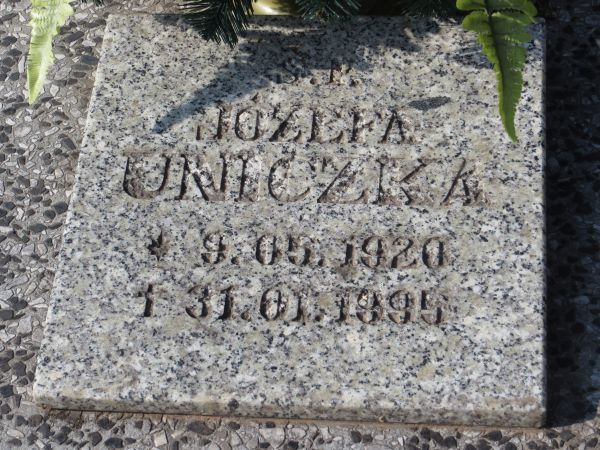 Ś. P.
JÓZEFA
UNICZKA
* 9.05.1920
† 31.01.1995